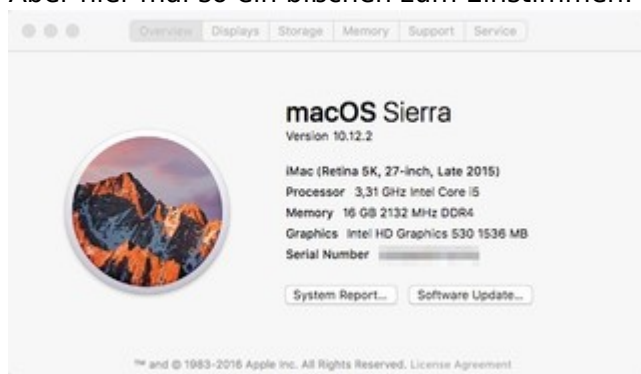 Aber hier mal so ein bißchen zum Einstimmen:
Overview Displays Storage Memory Support Service
macOS Sierra
Version 10.12.2
iMac (Retina 5K, 27-inch, Late 2015)
Processor 3,31 GHz Intel Core i5
Memory 16 GB 2132 MHz DDR4
Graphics Intel HD Graphics 530 1536 MB
Serial Number
System Report... Software Update...
™ and © 1983-2016 Apple Inc. All Rights Reserved. License Agreement